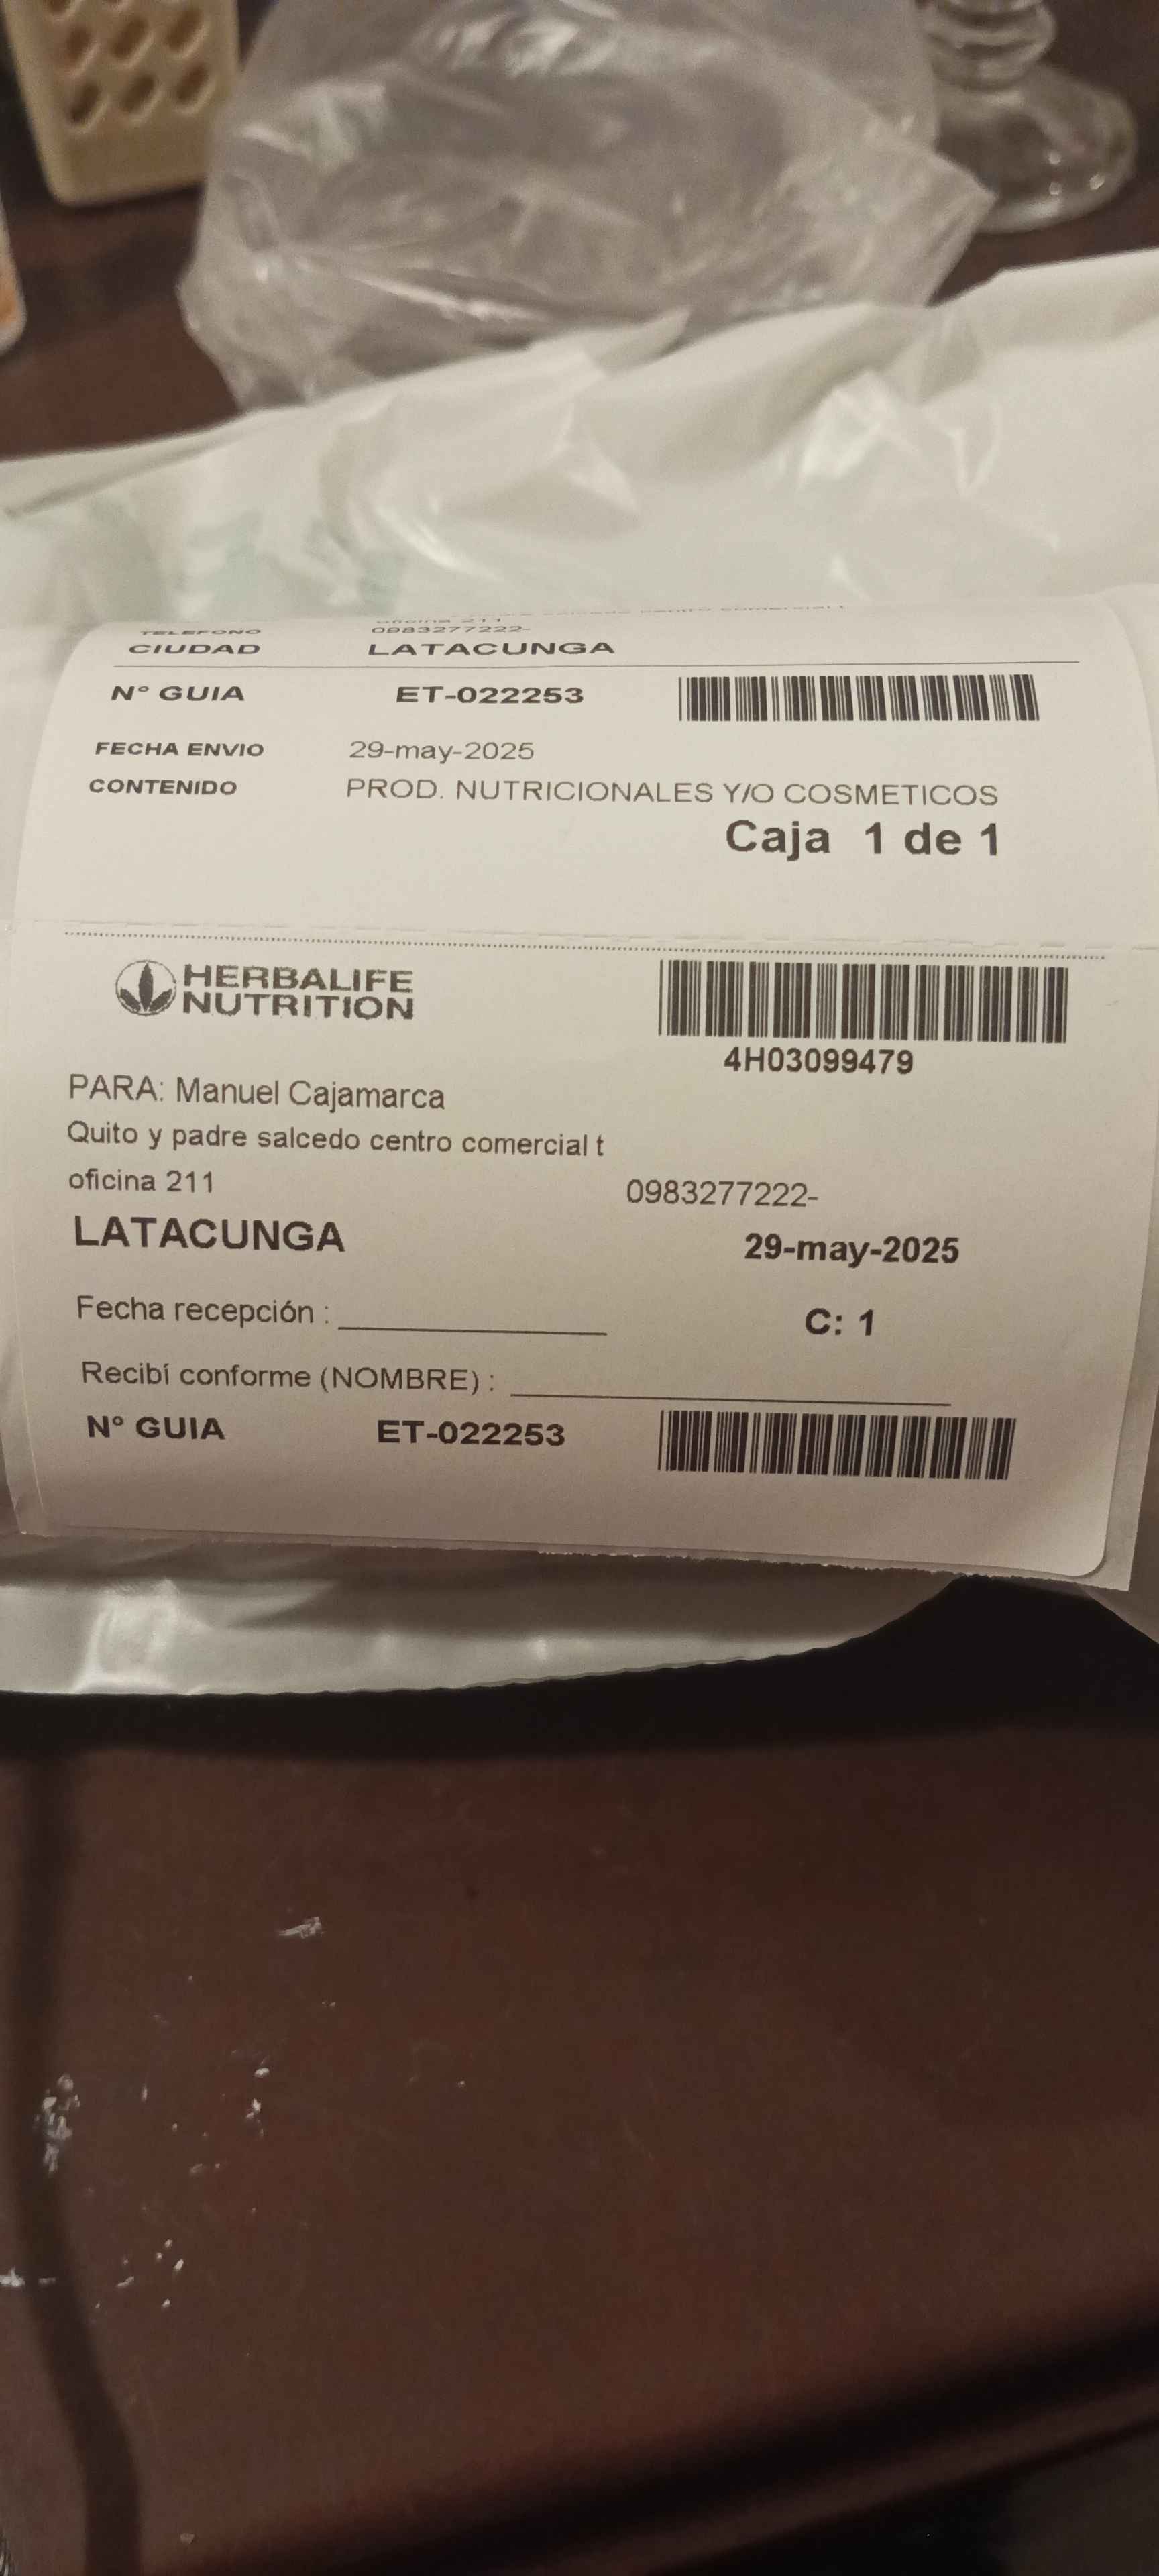 oficina 211
TELEFONO 0983277222-
CIUDAD LATACUNGA
N° GUIA ET-022253
FECHA ENVIO 29-may-2025
CONTENIDO PROD. NUTRICIONALES Y/O COSMETICOS
Caja 1 de 1
HERBALIFE
NUTRITION
4H03099479
PARA: Manuel Cajamarca
Quito y padre salcedo centro comercial t
oficina 211 0983277222-
LATACUNGA 29-may-2025
Fecha recepción : C: 1
Recibí conforme (NOMBRE) :
N° GUIA ET-022253